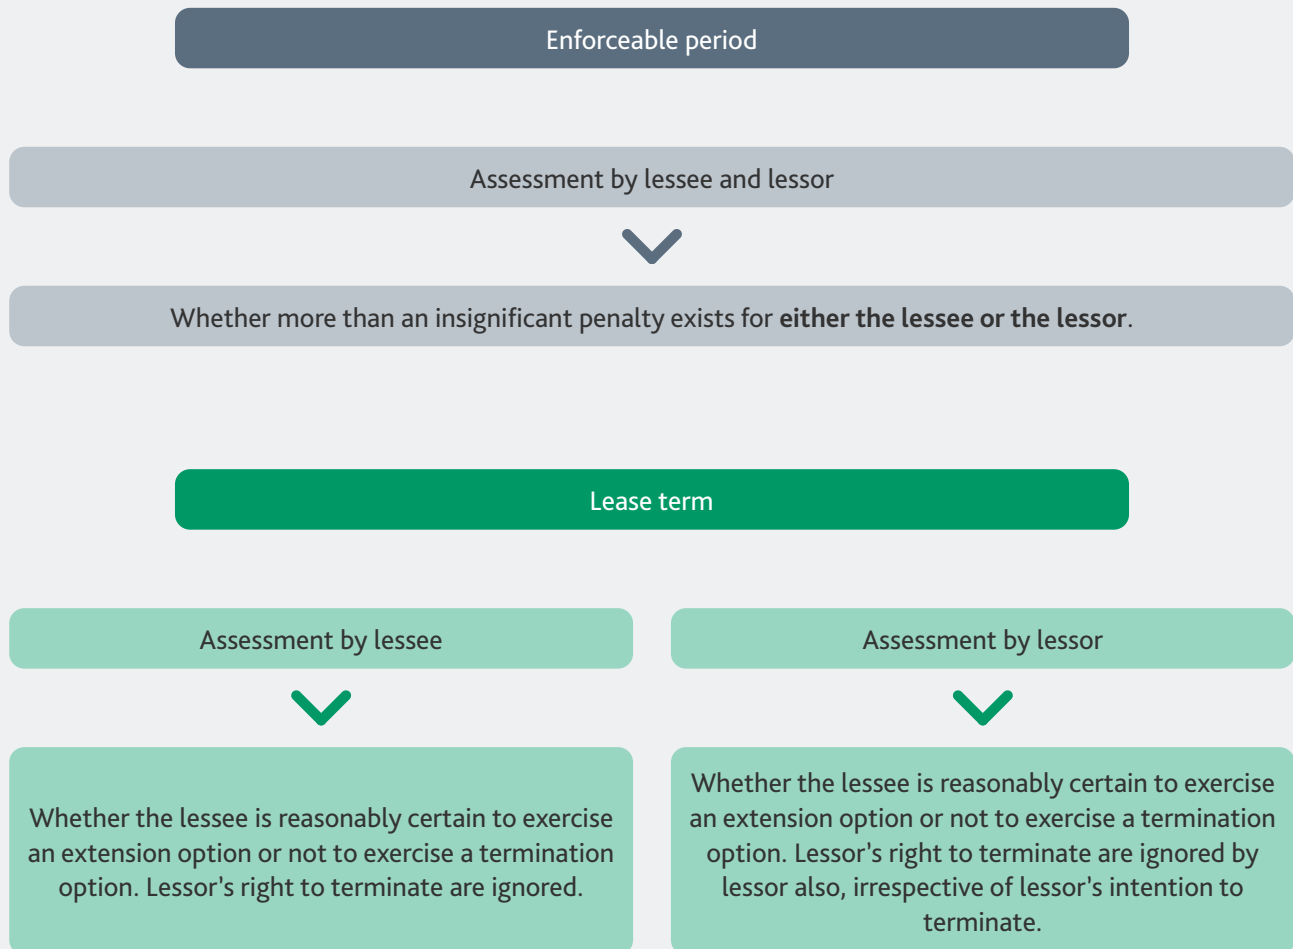 Enforceable period
Assessment by lessee and lessor
Whether more than an insignificant penalty exists for either the lessee or the lessor.
Lease term
Assessment by lessee
Whether the lessee is reasonably certain to exercise
an extension option or not to exercise a termination
option. Lessor’s right to terminate are ignored.
Assessment by lessor
Whether the lessee is reasonably certain to exercise
an extension option or not to exercise a termination
option. Lessor’s right to terminate are ignored by
lessor also, irrespective of lessor’s intention to
terminate.